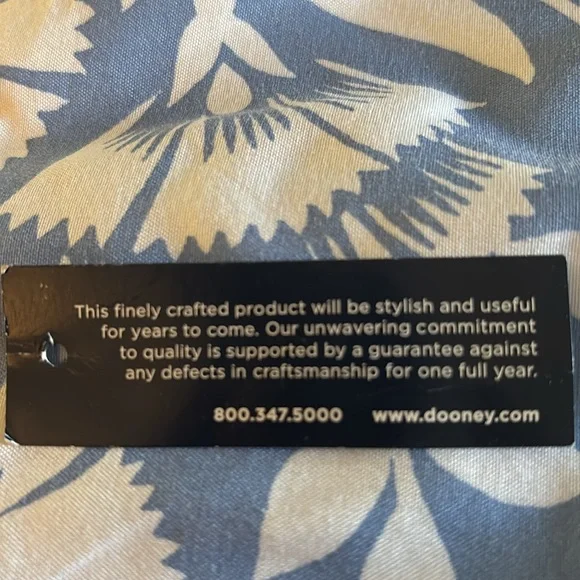 This finely crafted product will be stylish and useful
for years to come. Our unwavering commitment
to quality is supported by a guarantee against
any defects in craftsmanship for one full year.
800.347.5000 www.dooney.com